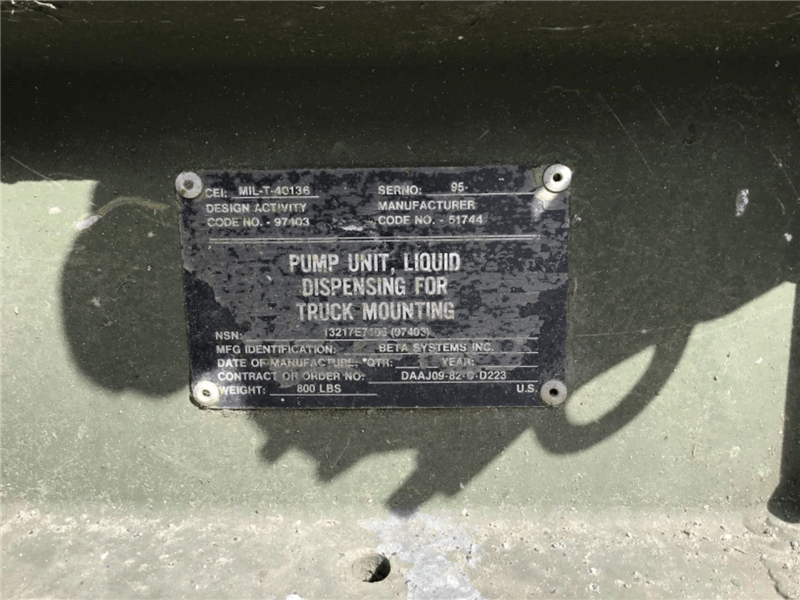 CEI: MIL-T-40136 SERNO: 95-
DESIGN ACTIVITY MANUFACTURER
CODE NO. - 97403 CODE NO. - 51744
PUMP UNIT, LIQUID
DISPENSING FOR
TRUCK MOUNTING
NSN: (97403)
MFG IDENTIFICATION: BETA SYSTEMS INC.
DATE OF MANUFACTURE: QTR: YEAR:
CONTRACT OR ORDER NO: DAAJ09-82-G-D223
WEIGHT: 800 LBS U.S.